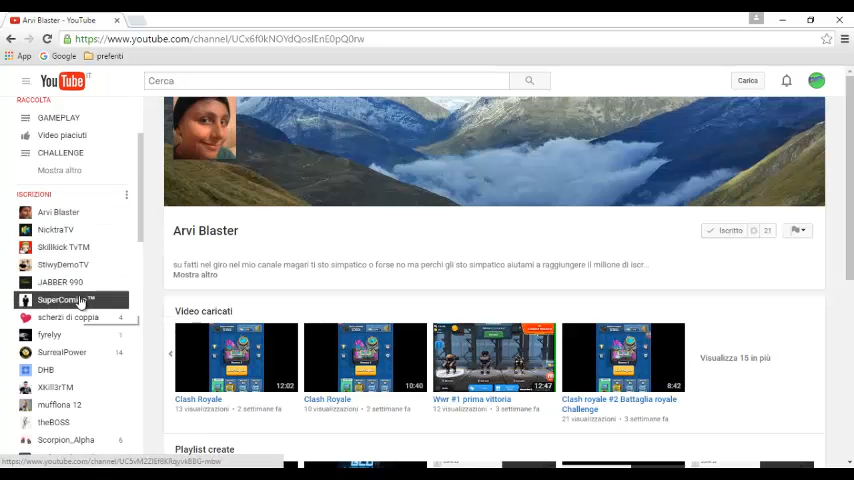 Arvi Blaster - YouTube
https://www.youtube.com/channel/UCx6f0kNOYdQoslEnE0pQ0rw
App
Google
preferiti
YouTube IT
Cerca
Carica
RACCOLTA
GAMEPLAY
Video piaciuti
CHALLENGE
Mostra altro
ISCRIZIONI
Arvi Blaster
NicktraTV
Skillkick TvTM
StiwyDemoTV
JABBER 990
scherzi di coppia 4
fyrelyy 1
SurrealPower 14
DHB
XKill3rTM
mufflona 12
theBOSS
Scorpion_Alpha 6
Arvi Blaster
Iscritto 21
su fatti nel giro nel mio canale magari ti sto simpatico o forse no ma perchi gli sto simpatico aiutami a raggiungere il milione di iscr...
Mostra altro
Video caricati
12:02
10:40
12:47
8:42
Visualizza 15 in più
Clash Royale
13 visualizzazioni • 2 settimane fa
Clash Royale
10 visualizzazioni • 2 settimane fa
Wwr #1 prima vittoria
12 visualizzazioni • 3 settimane fa
Clash royale #2 Battaglia royale
Challenge
21 visualizzazioni • 3 settimane fa
Playlist create